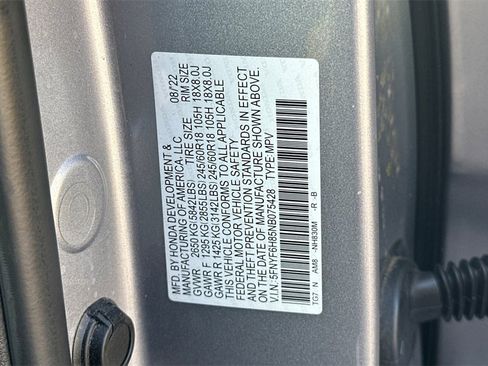 MFD. BY HONDA DEVELOPMENT & 08/22
MANUFACTURING OF AMERICA, LLC
GVWR 2650 KG(5842LBS) TIRE SIZE RIM SIZE
GAWR F 1295 KG(2855LBS) 245/60R18 105H 18X8.0J
GAWR R 1425 KG(3142LBS) 245/60R18 105H 18X8.0J
THIS VEHICLE CONFORMS TO ALL APPLICABLE
FEDERAL MOTOR VEHICLE SAFETY
AND THEFT PREVENTION STANDARDS IN EFFECT
ON THE DATE OF MANUFACTURE SHOWN ABOVE.
V.I.N.:5FNYF6H85NB075428 TYPE:MPV
TG7 N AM8 -NH830M -R -B